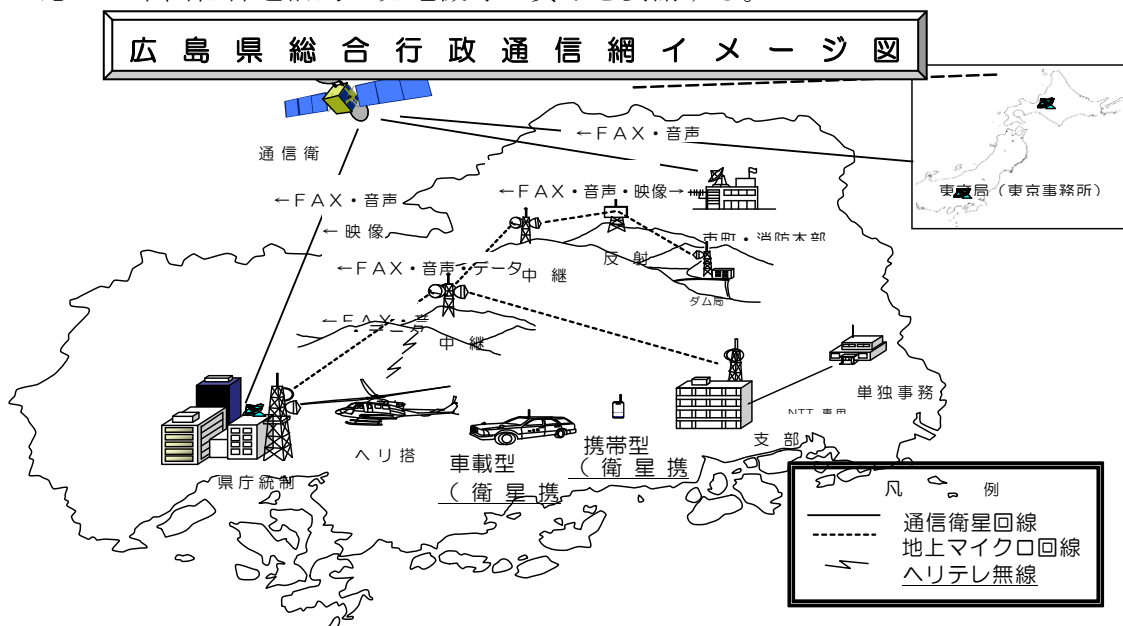 広島県総合行政通信網イメージ図
通信衛
←ＦＡＸ・音声
←ＦＡＸ・音声
←ＦＡＸ・音声・映像→
←映像
東京局（東京事務所）
市町・消防本部
反射
←ＦＡＸ・音声・データ
中継
ダム局
中継
単独事務
支部
ヘリ搭
県庁統制
車載型
（衛星携
携帯型
（衛星携
凡例
通信衛星回線
地上マイクロ回線
ヘリテレ無線